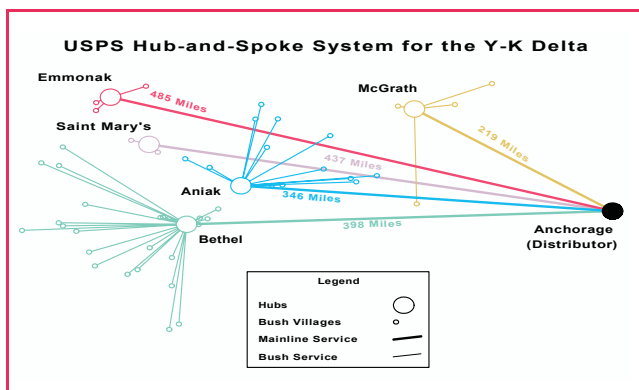 USPS Hub-and-Spoke System for the Y-K Delta
Emmonak
485 Miles
McGrath
219 Miles
Saint Mary's
437 Miles
Aniak
346 Miles
398 Miles
Bethel
Anchorage
(Distributor)
Legend
Hubs
Bush Villages
Mainline Service
Bush Service